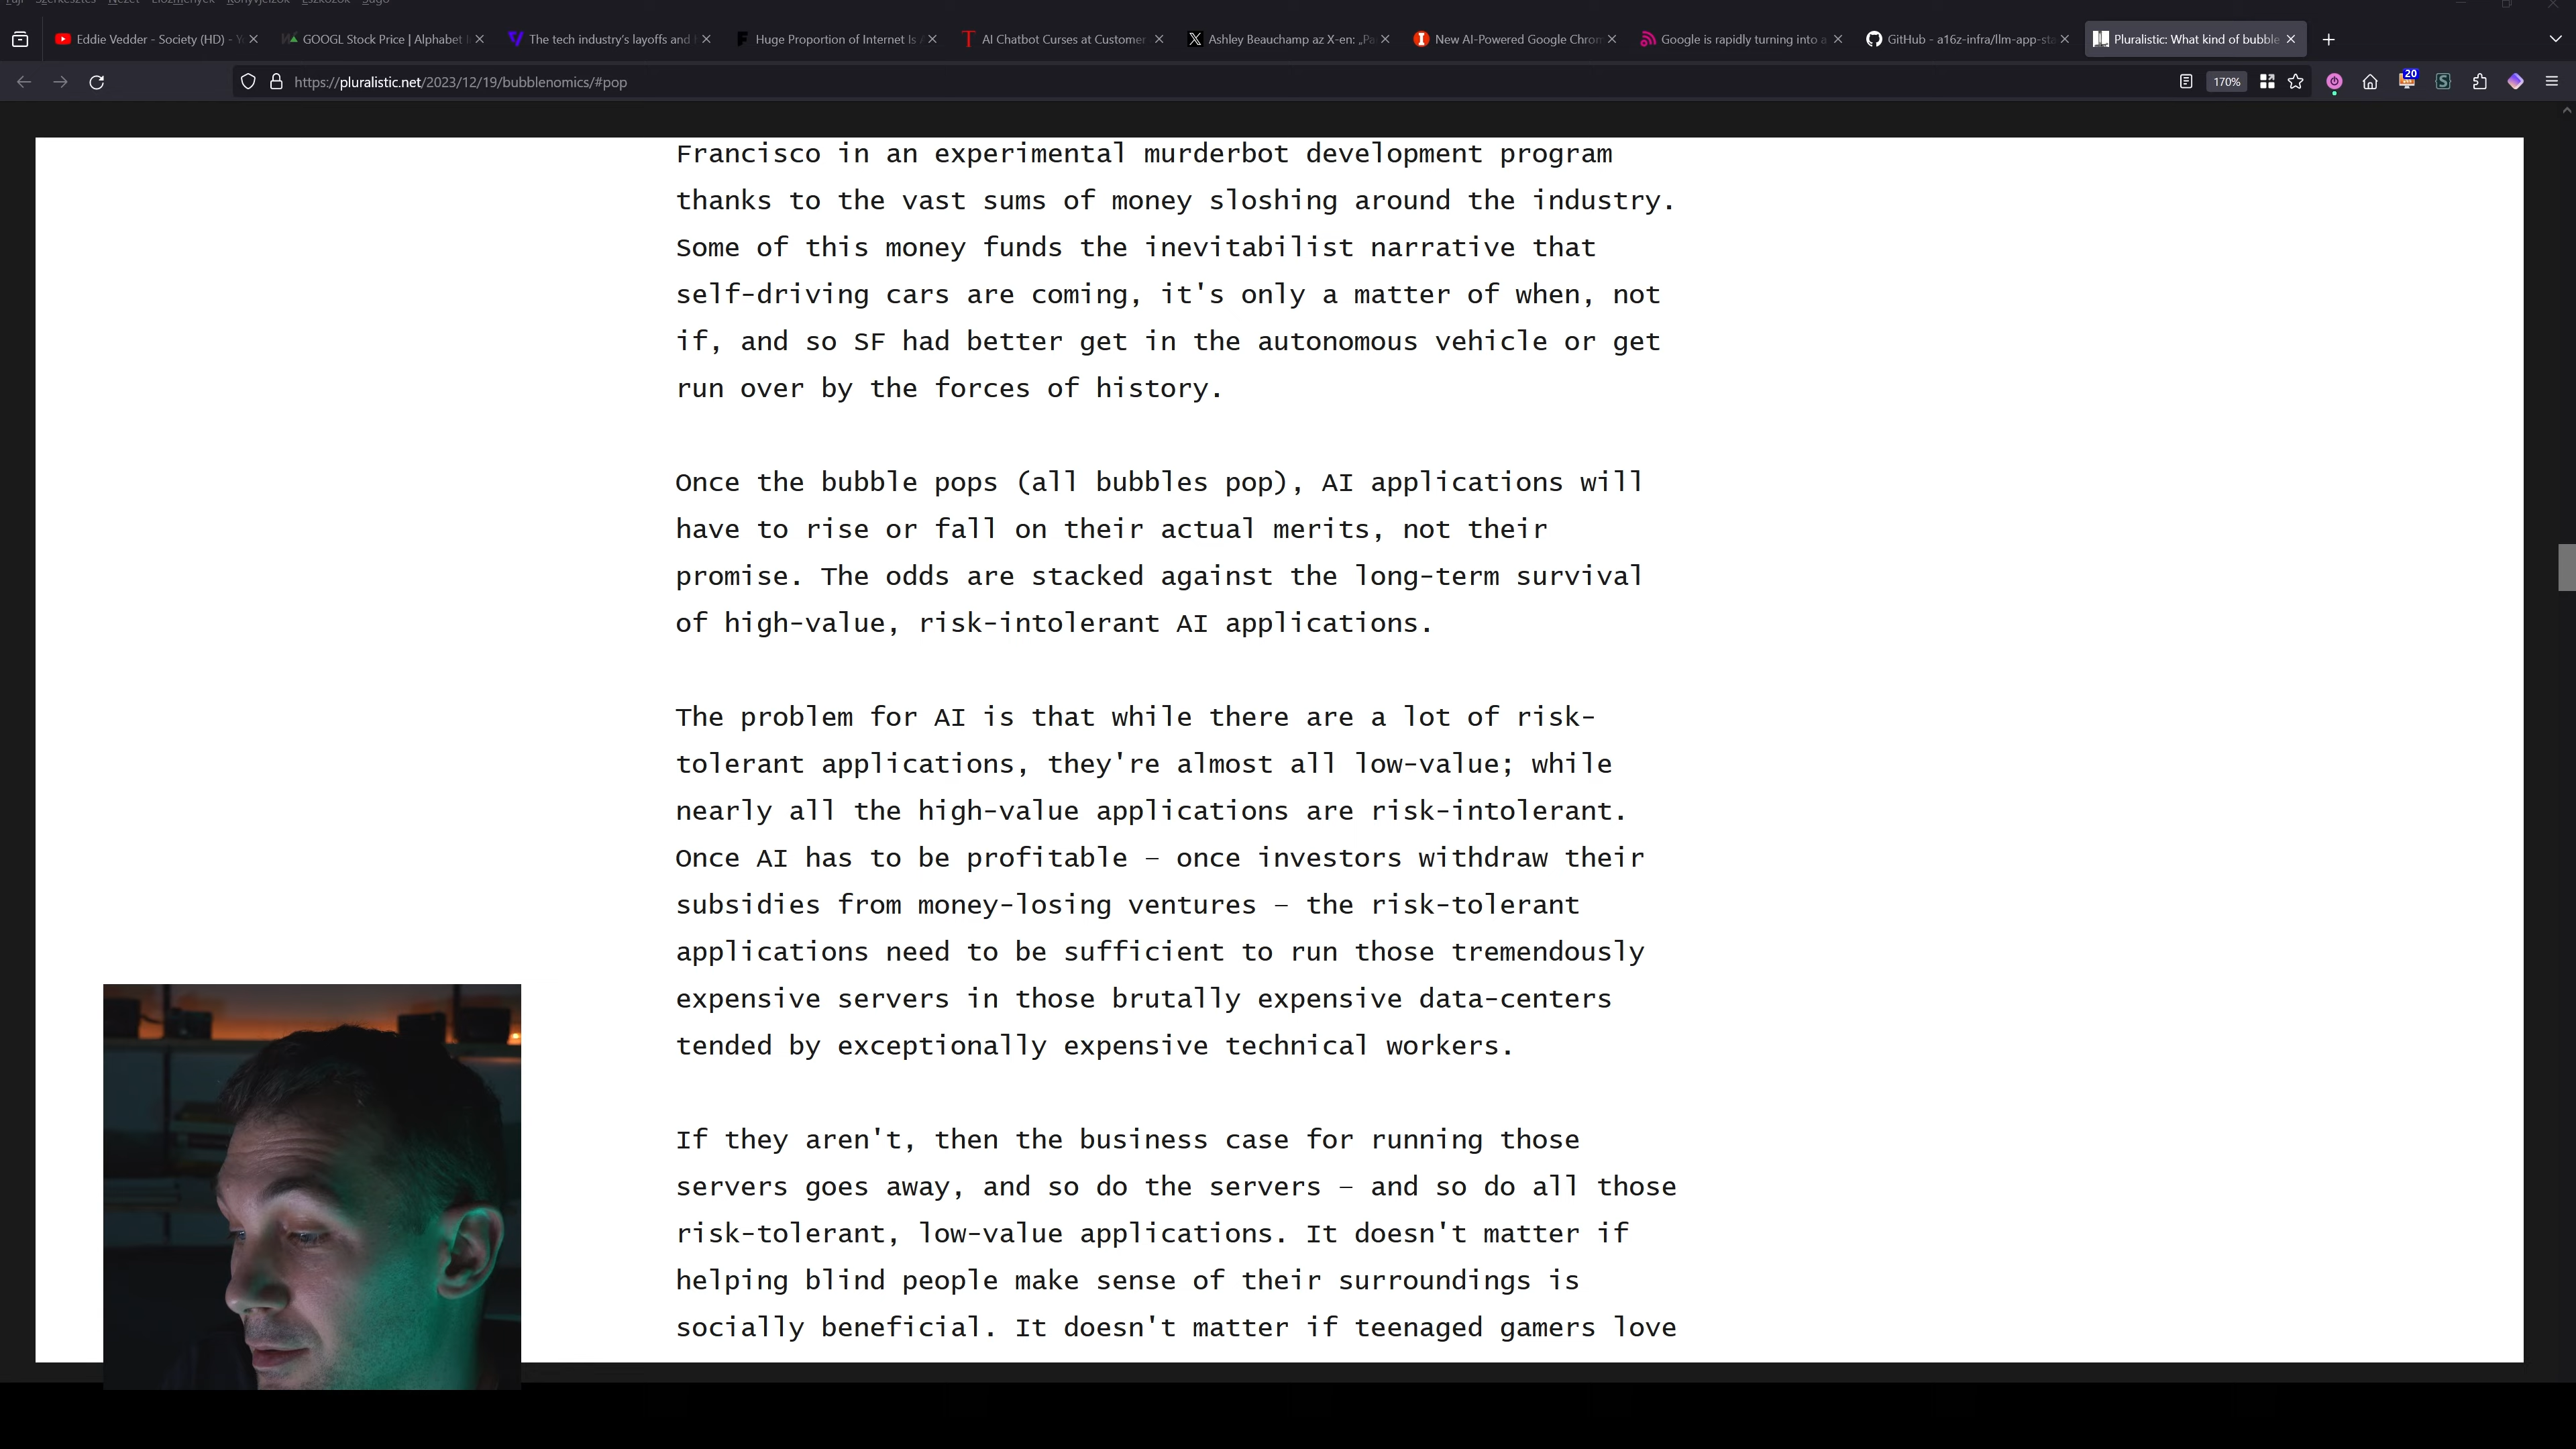 Eddie Vedder - Society (HD) - Y
GOOGL Stock Price | Alphabet I
The tech industry's layoffs and
Huge Proportion of Internet Is
AI Chatbot Curses at Customer
Ashley Beauchamp az X-en: „Pa
New AI-Powered Google Chrom
Google is rapidly turning into a
GitHub - a16z-infra/llm-app-sta
Pluralistic: What kind of bubble
https://pluralistic.net/2023/12/19/bubblenomics/#pop
170%
20
Francisco in an experimental murderbot development program
thanks to the vast sums of money sloshing around the industry.
Some of this money funds the inevitabilist narrative that
self-driving cars are coming, it's only a matter of when, not
if, and so SF had better get in the autonomous vehicle or get
run over by the forces of history.
Once the bubble pops (all bubbles pop), AI applications will
have to rise or fall on their actual merits, not their
promise. The odds are stacked against the long-term survival
of high-value, risk-intolerant AI applications.
The problem for AI is that while there are a lot of risk-
tolerant applications, they're almost all low-value; while
nearly all the high-value applications are risk-intolerant.
Once AI has to be profitable – once investors withdraw their
subsidies from money-losing ventures – the risk-tolerant
applications need to be sufficient to run those tremendously
expensive servers in those brutally expensive data-centers
tended by exceptionally expensive technical workers.
If they aren't, then the business case for running those
servers goes away, and so do the servers – and so do all those
risk-tolerant, low-value applications. It doesn't matter if
helping blind people make sense of their surroundings is
socially beneficial. It doesn't matter if teenaged gamers love